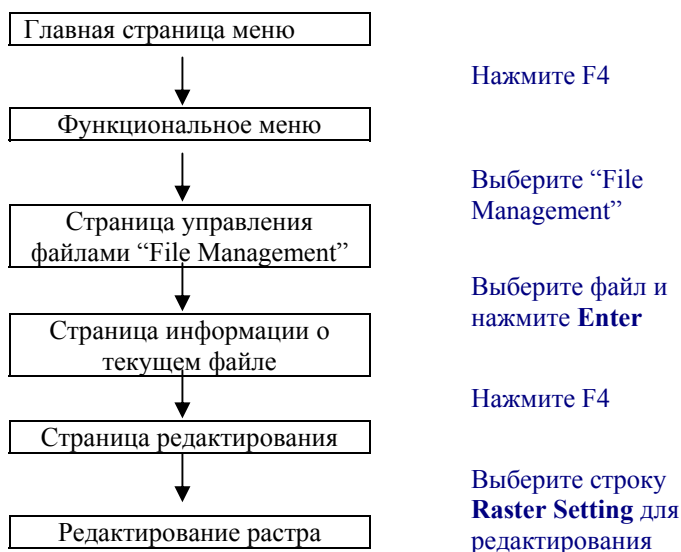 Главная страница меню
Нажмите F4
Функциональное меню
Выберите “File
Management”
Страница управления
файлами “File Management”
Выберите файл и
нажмите Enter
Страница информации о
текущем файле
Нажмите F4
Страница редактирования
Выберите строку
Raster Setting для
редактирования
Редактирование растра